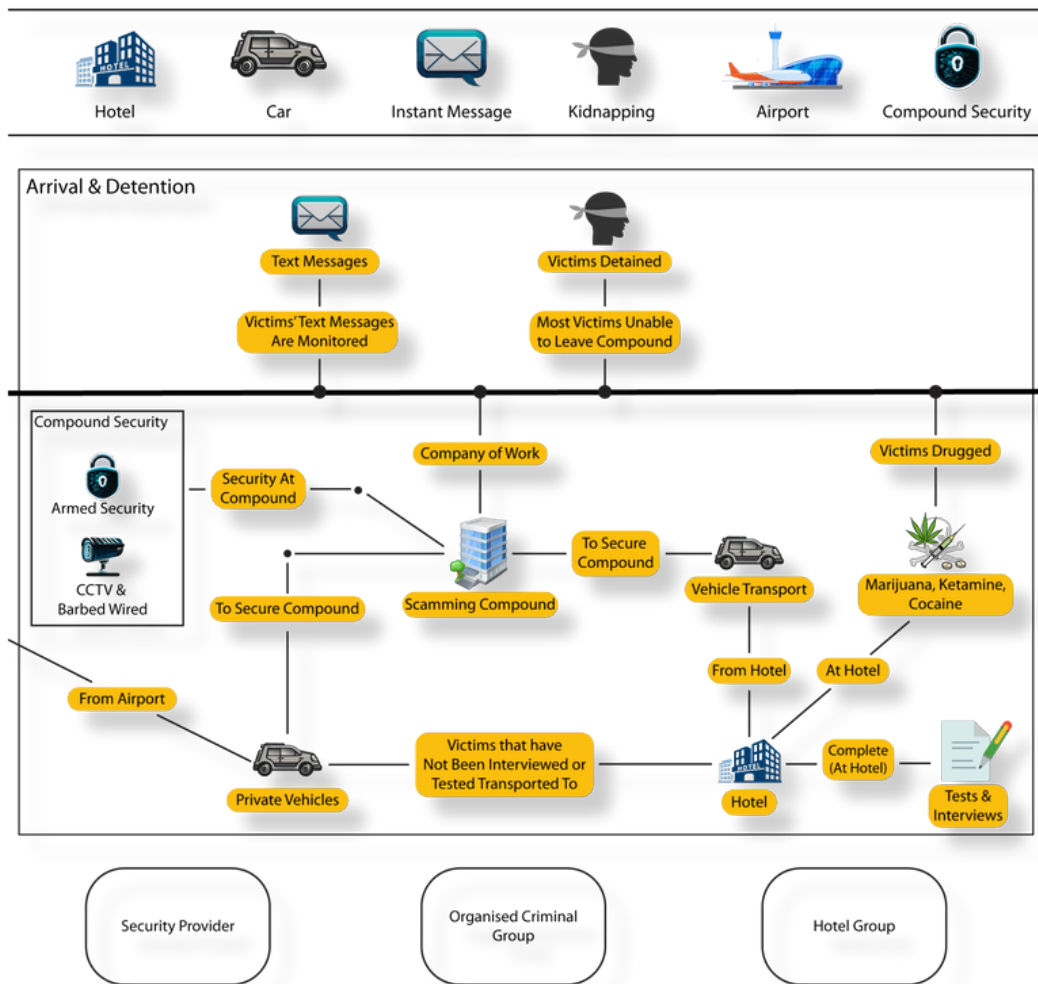 HOTEL
Hotel
Car
Instant Message
Kidnapping
Airport
Compound Security
Arrival & Detention
Text Messages
Victims' Text Messages
Are Monitored
Victims Detained
Most Victims Unable
to Leave Compound
Compound Security
Armed Security
CCTV &
Barbed Wired
Security At
Compound
Company of Work
Victims Drugged
To Secure Compound
Scamming Compound
To Secure
Compound
Vehicle Transport
Marijuana, Ketamine,
Cocaine
From Airport
From Hotel
At Hotel
Private Vehicles
Victims that have
Not Been Interviewed or
Tested Transported To
HOTEL
Hotel
Complete
(At Hotel)
Tests &
Interviews
Security Provider
Organised Criminal
Group
Hotel Group